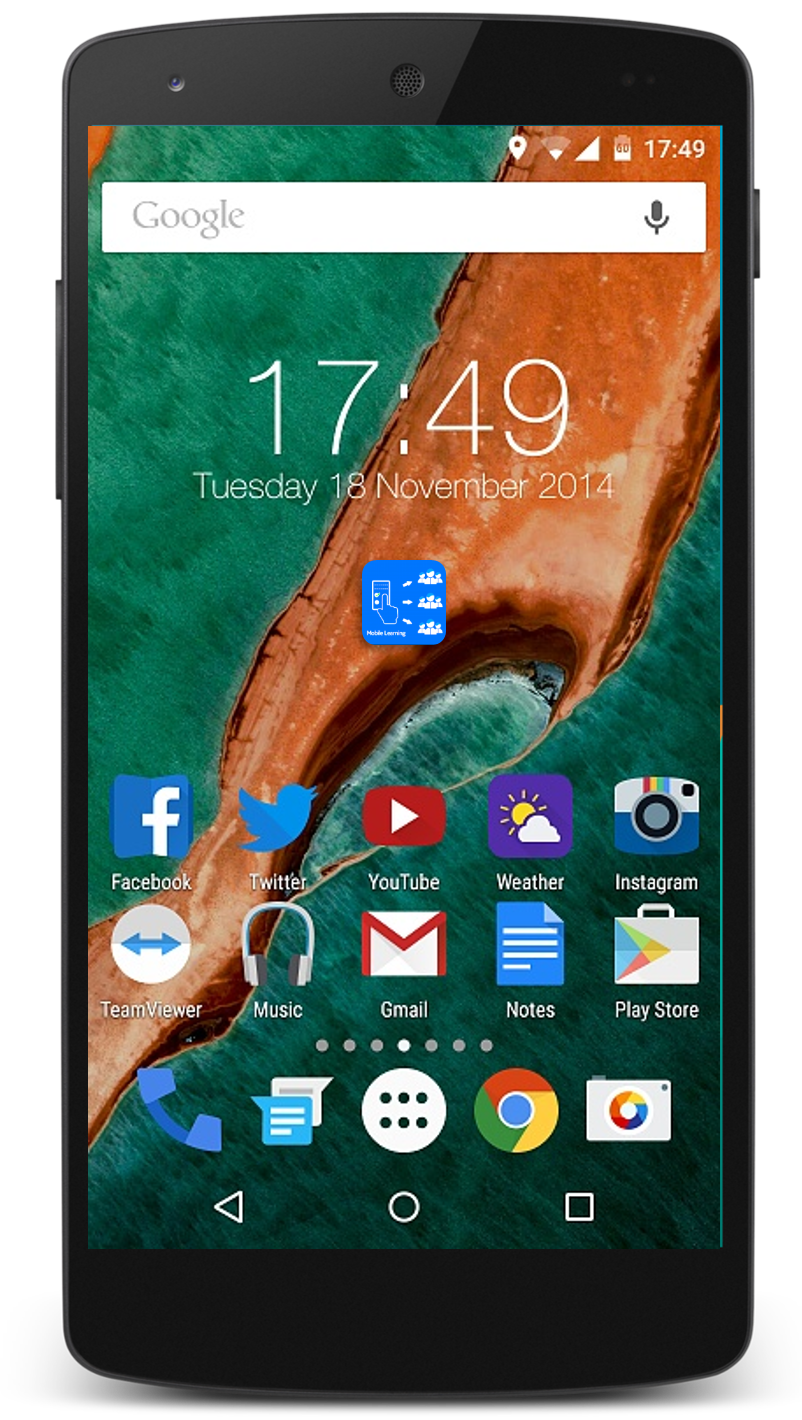 60 17:49
Google
17:49
Tuesday 18 November 2014
Mobile Learning
Facebook Twitter YouTube Weather Instagram
TeamViewer Music Gmail Notes Play Store